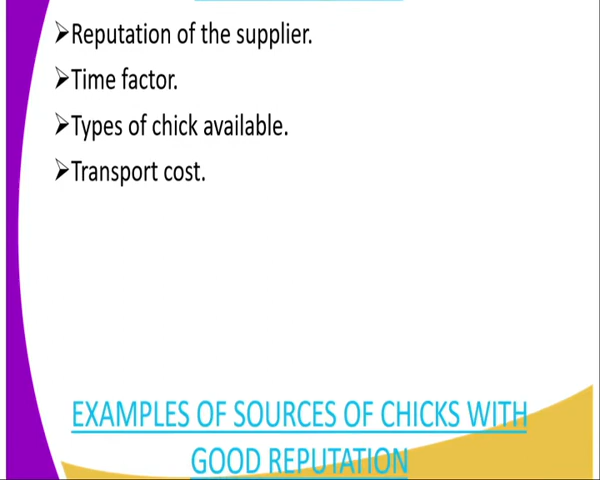 ➢Reputation of the supplier.
➢Time factor.
➢Types of chick available.
➢Transport cost.
EXAMPLES OF SOURCES OF CHICKS WITH
GOOD REPUTATION